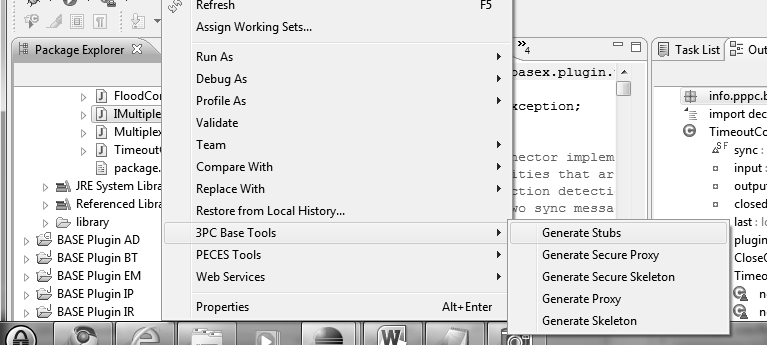 Refresh F5
Assign Working Sets...
Run As
Debug As
Profile As
Validate
Team
Compare With
Replace With
Restore from Local History...
3PC Base Tools
PECES Tools
Web Services
Properties Alt+Enter
Generate Stubs
Generate Secure Proxy
Generate Secure Skeleton
Generate Proxy
Generate Skeleton
Package Explorer
FloodCon
IMultiplex
Multiplex
TimeoutC
package.
JRE System Libra
Referenced Libra
library
BASE Plugin AD
BASE Plugin BT
BASE Plugin EM
BASE Plugin IP
BASE Plugin IR
4
basex.plugin.
xception;
nector implem
ities that ar
ction detecti
wo sync messa
Task List Out
info.pppc.b
import dec
TimeoutCo
SF sync :
input :
output
closed
last : lo
plugin
CloseC
Timeo
W